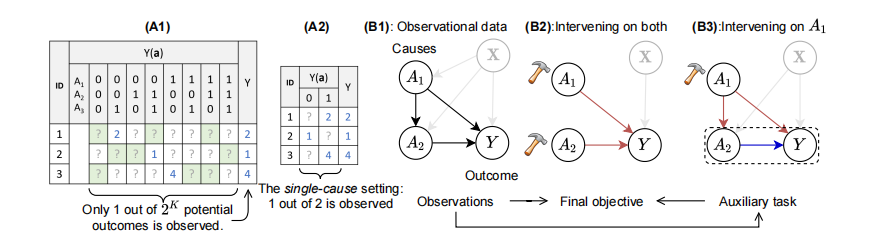 (A1)
ID
Y(a)
Y
A1
A2
A3
0 0 0 0 1 1 1 1
0 0 1 1 0 0 1 1
0 1 0 1 0 1 0 1
1 ? 2 ? ? ? ? ? ? 2
2 ? ? ? 1 ? ? ? ? 1
3 ? ? ? ? 4 ? ? ? 4
Only 1 out of 2^K potential
outcomes is observed.
(A2)
ID Y(a) Y
0 1
1 ? 2 2
2 1 ? 1
3 ? 4 4
The single-cause setting:
1 out of 2 is observed
(B1): Observational data
Causes
X
A1
A2
Y
Outcome
(B2):Intervening on both
X
A1
A2
Y
(B3):Intervening on A1
X
A1
A2
Y
Observations
Final objective
Auxiliary task